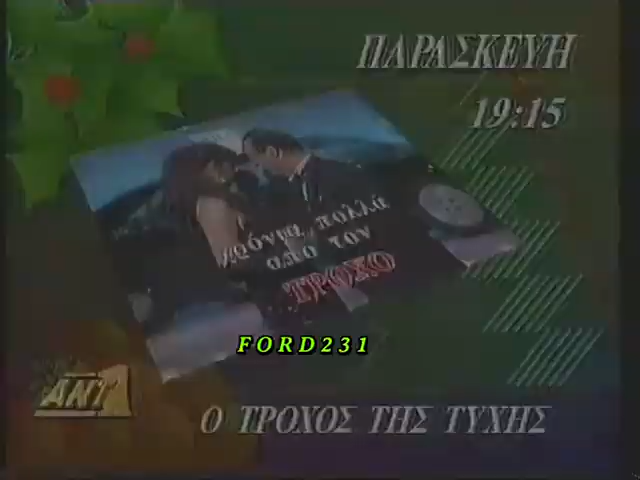 ΠΑΡΑΣΚΕΥΗ
19:15
χρόνια πολλά
από τον
ΤΡΟΧΟ
FORD231
ΑΝΤ1
Ο ΤΡΟΧΟΣ ΤΗΣ ΤΥΧΗΣ